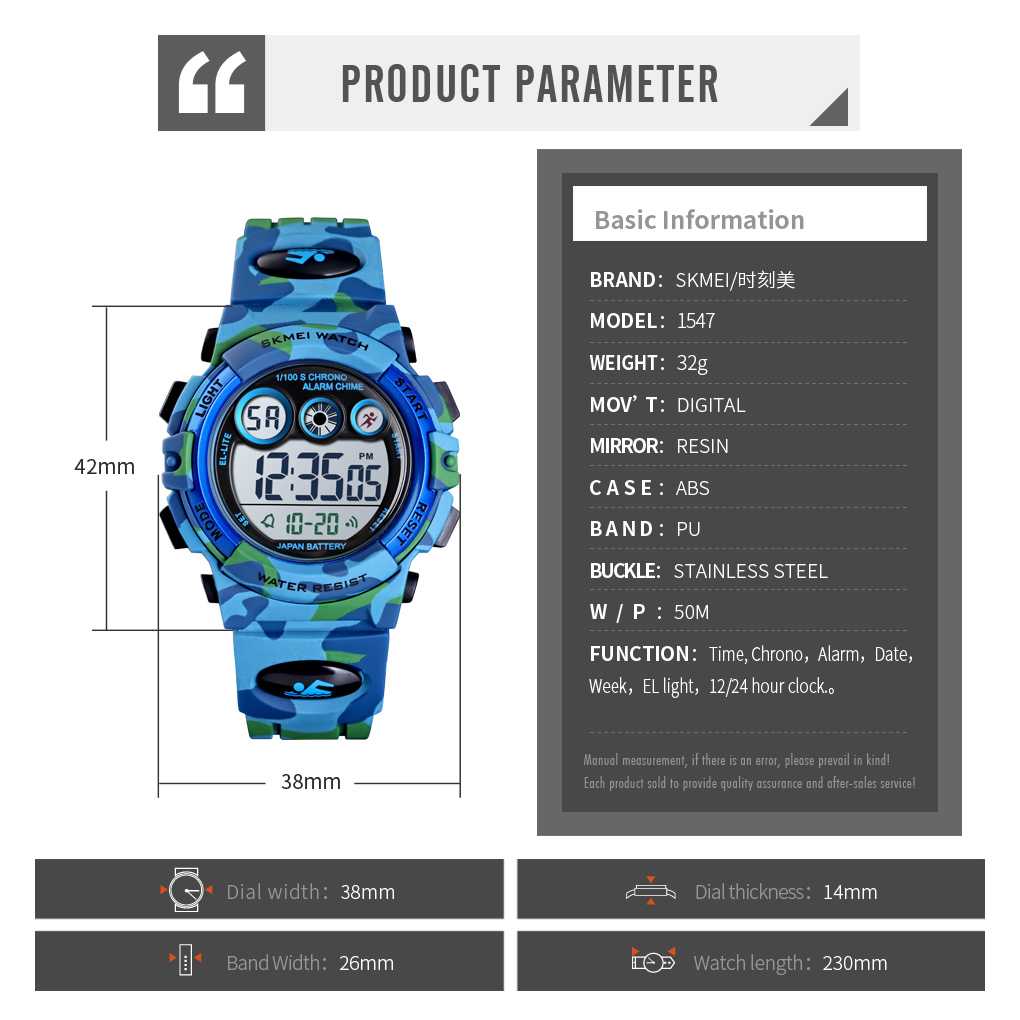 PRODUCT PARAMETER
Basic Information
BRAND: SKMEI/时刻美
MODEL: 1547
WEIGHT: 32g
MOV’ T: DIGITAL
MIRROR: RESIN
CASE: ABS
BAND: PU
BUCKLE: STAINLESS STEEL
W / P : 50M
FUNCTION: Time, Chrono, Alarm, Date,
Week, EL light, 12/24 hour clock.。
Manual measurement, if there is an error, please prevail in kind!
Each product sold to provide quality assurance and after-sales service!
SKMEI WATCH
1/100 S CHRONO
ALARM CHIME
LIGHT
START
SA
EL-LITE
START
PM
12:35 05
SET
10-20
RESET
MODE
RESET
JAPAN BATTERY
WATER RESIST
42mm
38mm
Dial width: 38mm
Dial thickness: 14mm
Band Width: 26mm
Watch length: 230mm